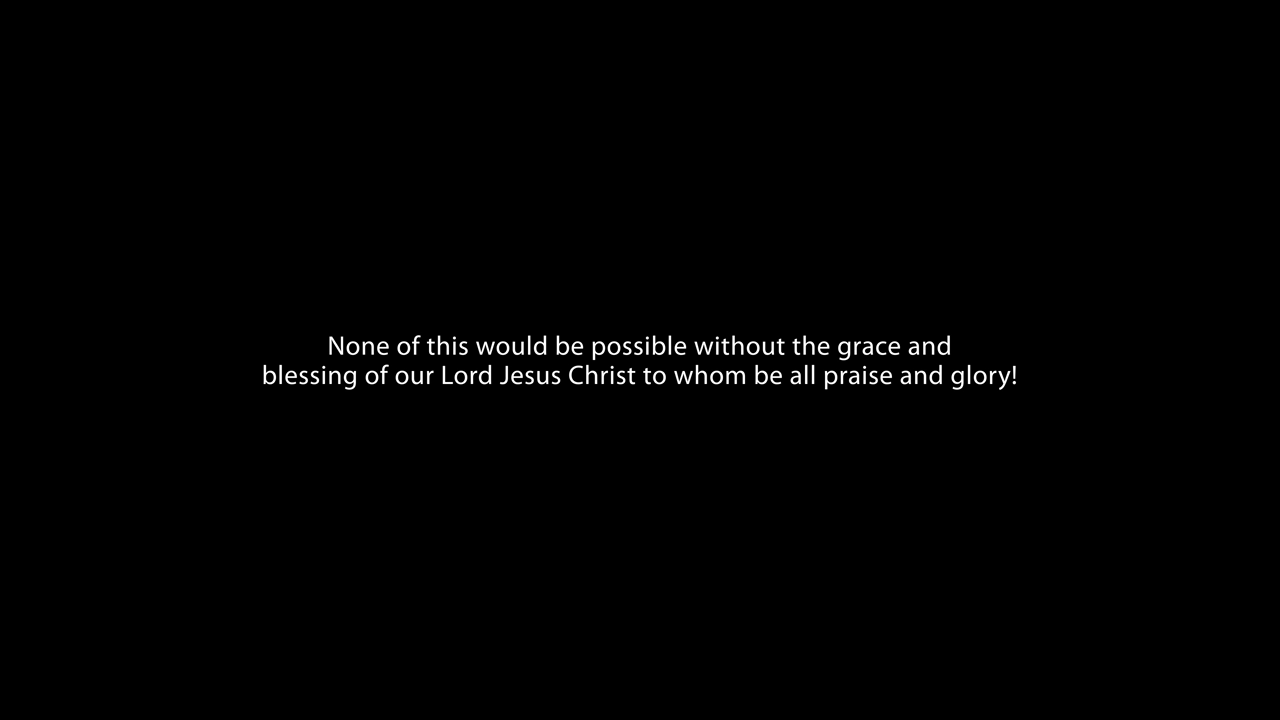 None of this would be possible without the grace and
blessing of our Lord Jesus Christ to whom be all praise and glory!